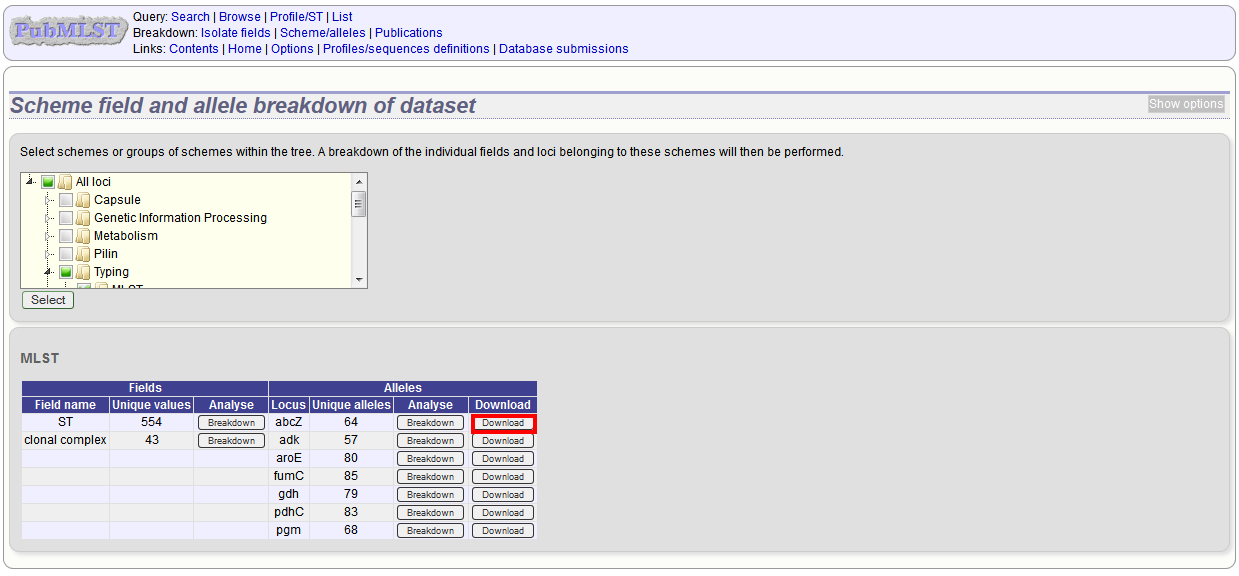 PubMLST
Query: Search | Browse | Profile/ST | List
Breakdown: Isolate fields | Scheme/alleles | Publications
Links: Contents | Home | Options | Profiles/sequences definitions | Database submissions
Scheme field and allele breakdown of dataset
Show options
Select schemes or groups of schemes within the tree. A breakdown of the individual fields and loci belonging to these schemes will then be performed.
All loci
Capsule
Genetic Information Processing
Metabolism
Pilin
Typing
MLST
Select
MLST
Fields Alleles
Field name Unique values Analyse Locus Unique alleles Analyse Download
ST 554 Breakdown abcZ 64 Breakdown Download
clonal complex 43 Breakdown adk 57 Breakdown Download
aroE 80 Breakdown Download
fumC 85 Breakdown Download
gdh 79 Breakdown Download
pdhC 83 Breakdown Download
pgm 68 Breakdown Download